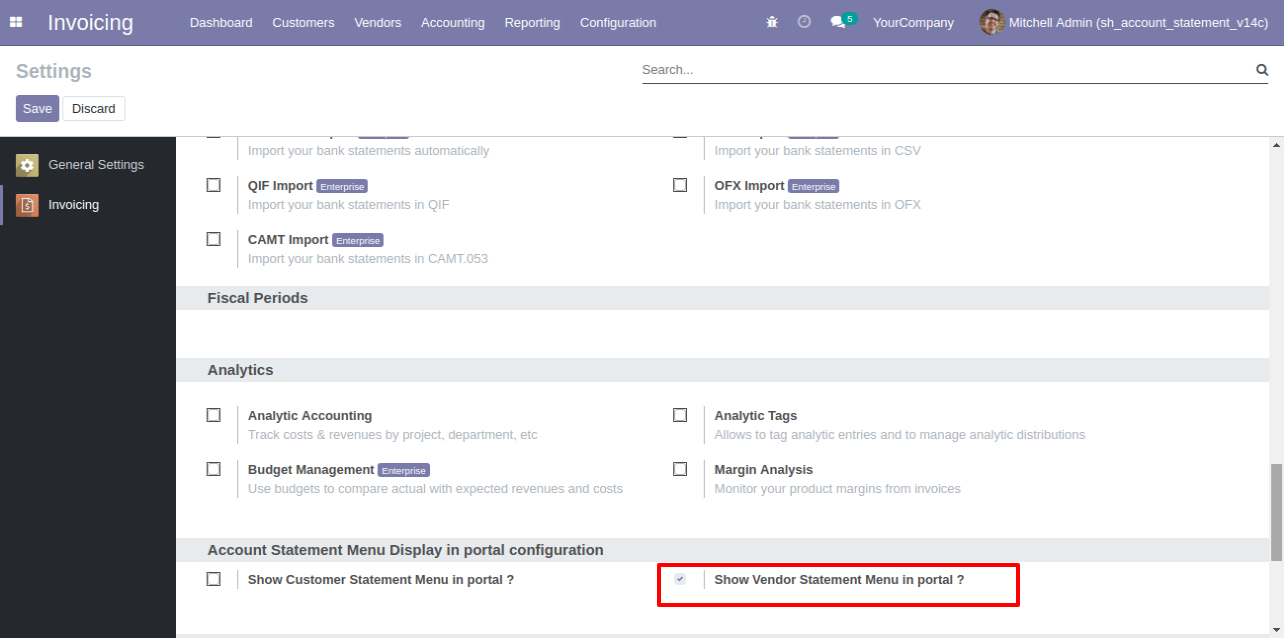 Invoicing Dashboard Customers Vendors Accounting Reporting Configuration 5 YourCompany Mitchell Admin (sh_account_statement_v14c)
Settings Search...
Save Discard
General Settings
Invoicing
Import your bank statements automatically Import your bank statements in CSV
QIF Import Enterprise OFX Import Enterprise
Import your bank statements in QIF Import your bank statements in OFX
CAMT Import Enterprise
Import your bank statements in CAMT.053
Fiscal Periods
Analytics
Analytic Accounting Analytic Tags
Track costs & revenues by project, department, etc Allows to tag analytic entries and to manage analytic distributions
Budget Management Enterprise Margin Analysis
Use budgets to compare actual with expected revenues and costs Monitor your product margins from invoices
Account Statement Menu Display in portal configuration
Show Customer Statement Menu in portal ? Show Vendor Statement Menu in portal ?